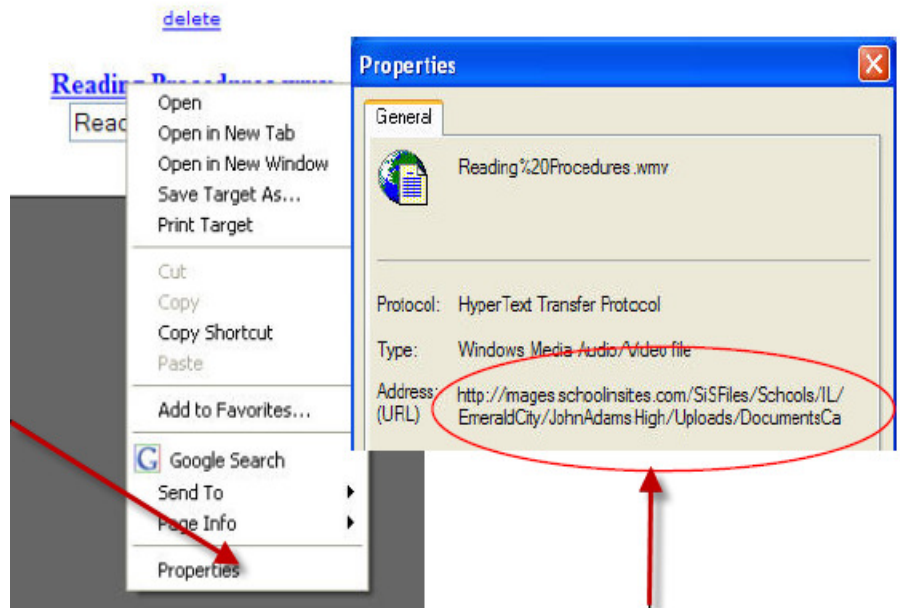 delete
Reading Procedures.wmv
Read
Open
Open in New Tab
Open in New Window
Save Target As...
Print Target
Cut
Copy
Copy Shortcut
Paste
Add to Favorites...
G Google Search
Send To
Page Info
Properties
Properties
General
Reading%20Procedures.wmv
Protocol: HyperText Transfer Protocol
Type: Windows Media Audio/Video file
Address: http://images.schoolinsites.com/SiSFiles/Schools/IL/
(URL) EmeraldCity/JohnAdamsHigh/Uploads/DocumentsCa